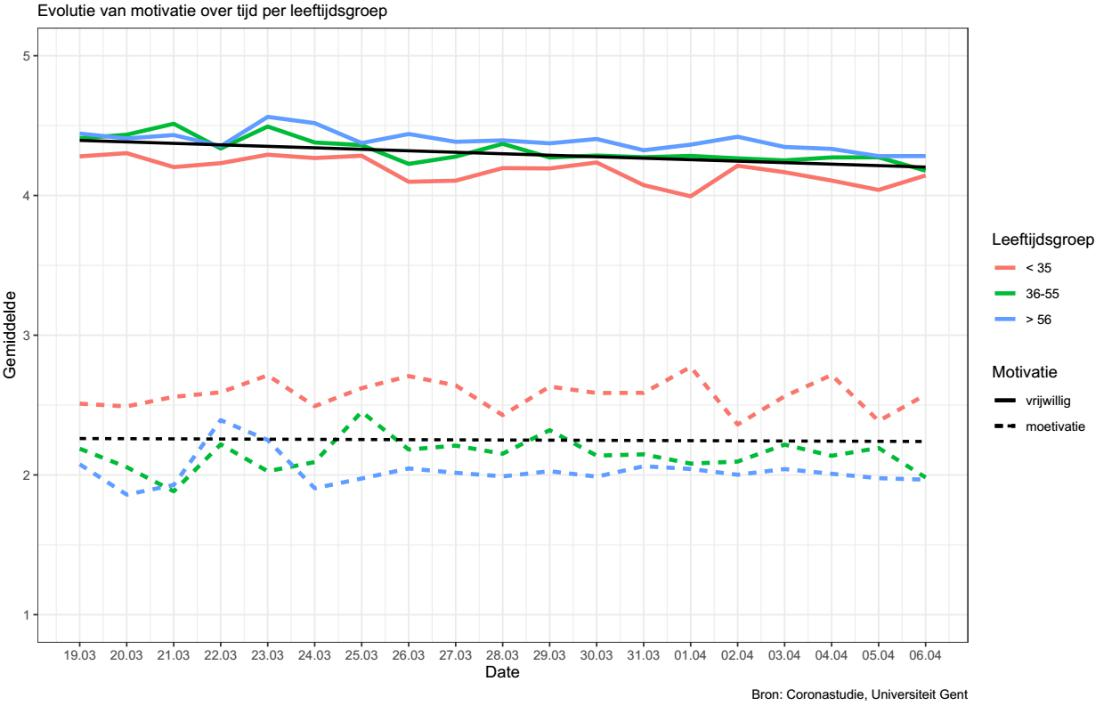 Evolutie van motivatie over tijd per leeftijdsgroep
5
4
3
2
1
Gemiddelde
19.03 20.03 21.03 22.03 23.03 24.03 25.03 26.03 27.03 28.03 29.03 30.03 31.03 01.04 02.04 03.04 04.04 05.04 06.04
Date
Leeftijdsgroep
< 35
36-55
> 56
Motivatie
vrijwillig
moetivatie
Bron: Coronastudie, Universiteit Gent